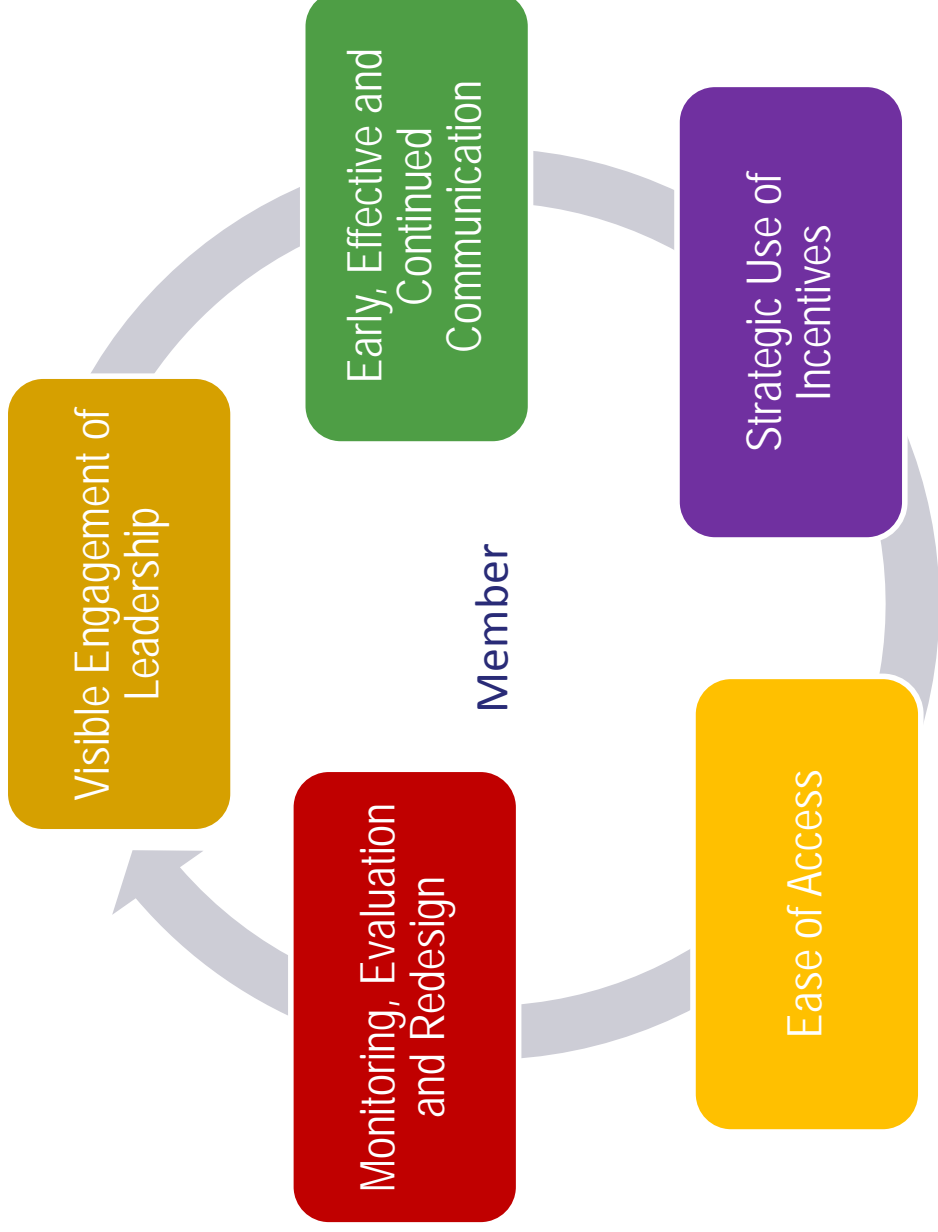 Visible Engagement of
Leadership
Early, Effective and
Continued
Communication
Strategic Use of
Incentives
Ease of Access
Monitoring, Evaluation
and Redesign
Member